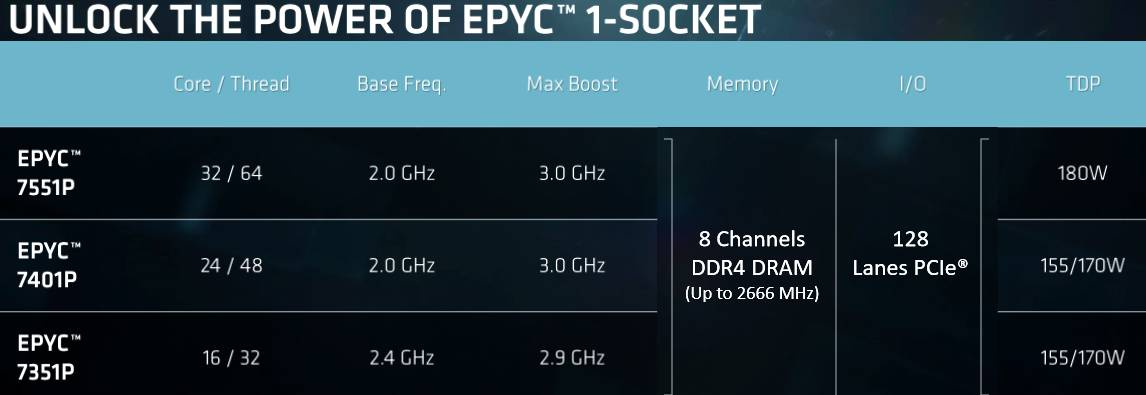 UNLOCK THE POWER OF EPYC™ 1-SOCKET
Core / Thread Base Freq. Max Boost Memory I/O TDP
EPYC™
7551P
32 / 64 2.0 GHz 3.0 GHz 180W
EPYC™
7401P
24 / 48 2.0 GHz 3.0 GHz 155/170W
EPYC™
7351P
16 / 32 2.4 GHz 2.9 GHz 155/170W
8 Channels
DDR4 DRAM
(Up to 2666 MHz)
128
Lanes PCIe®